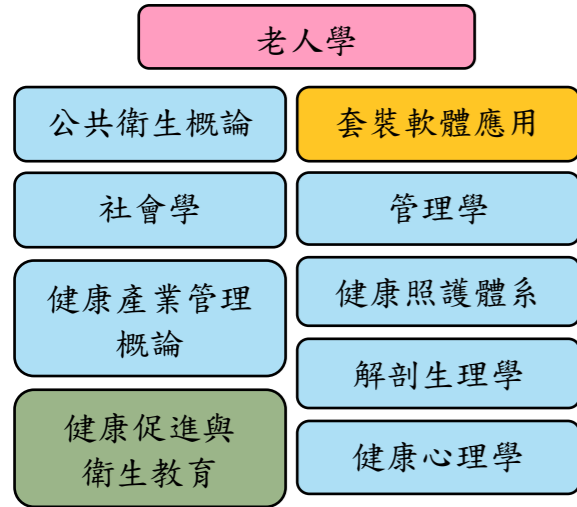 老人學
公共衛生概論
社會學
健康產業管理
概論
健康促進與
衛生教育
套裝軟體應用
管理學
健康照護體系
解剖生理學
健康心理學